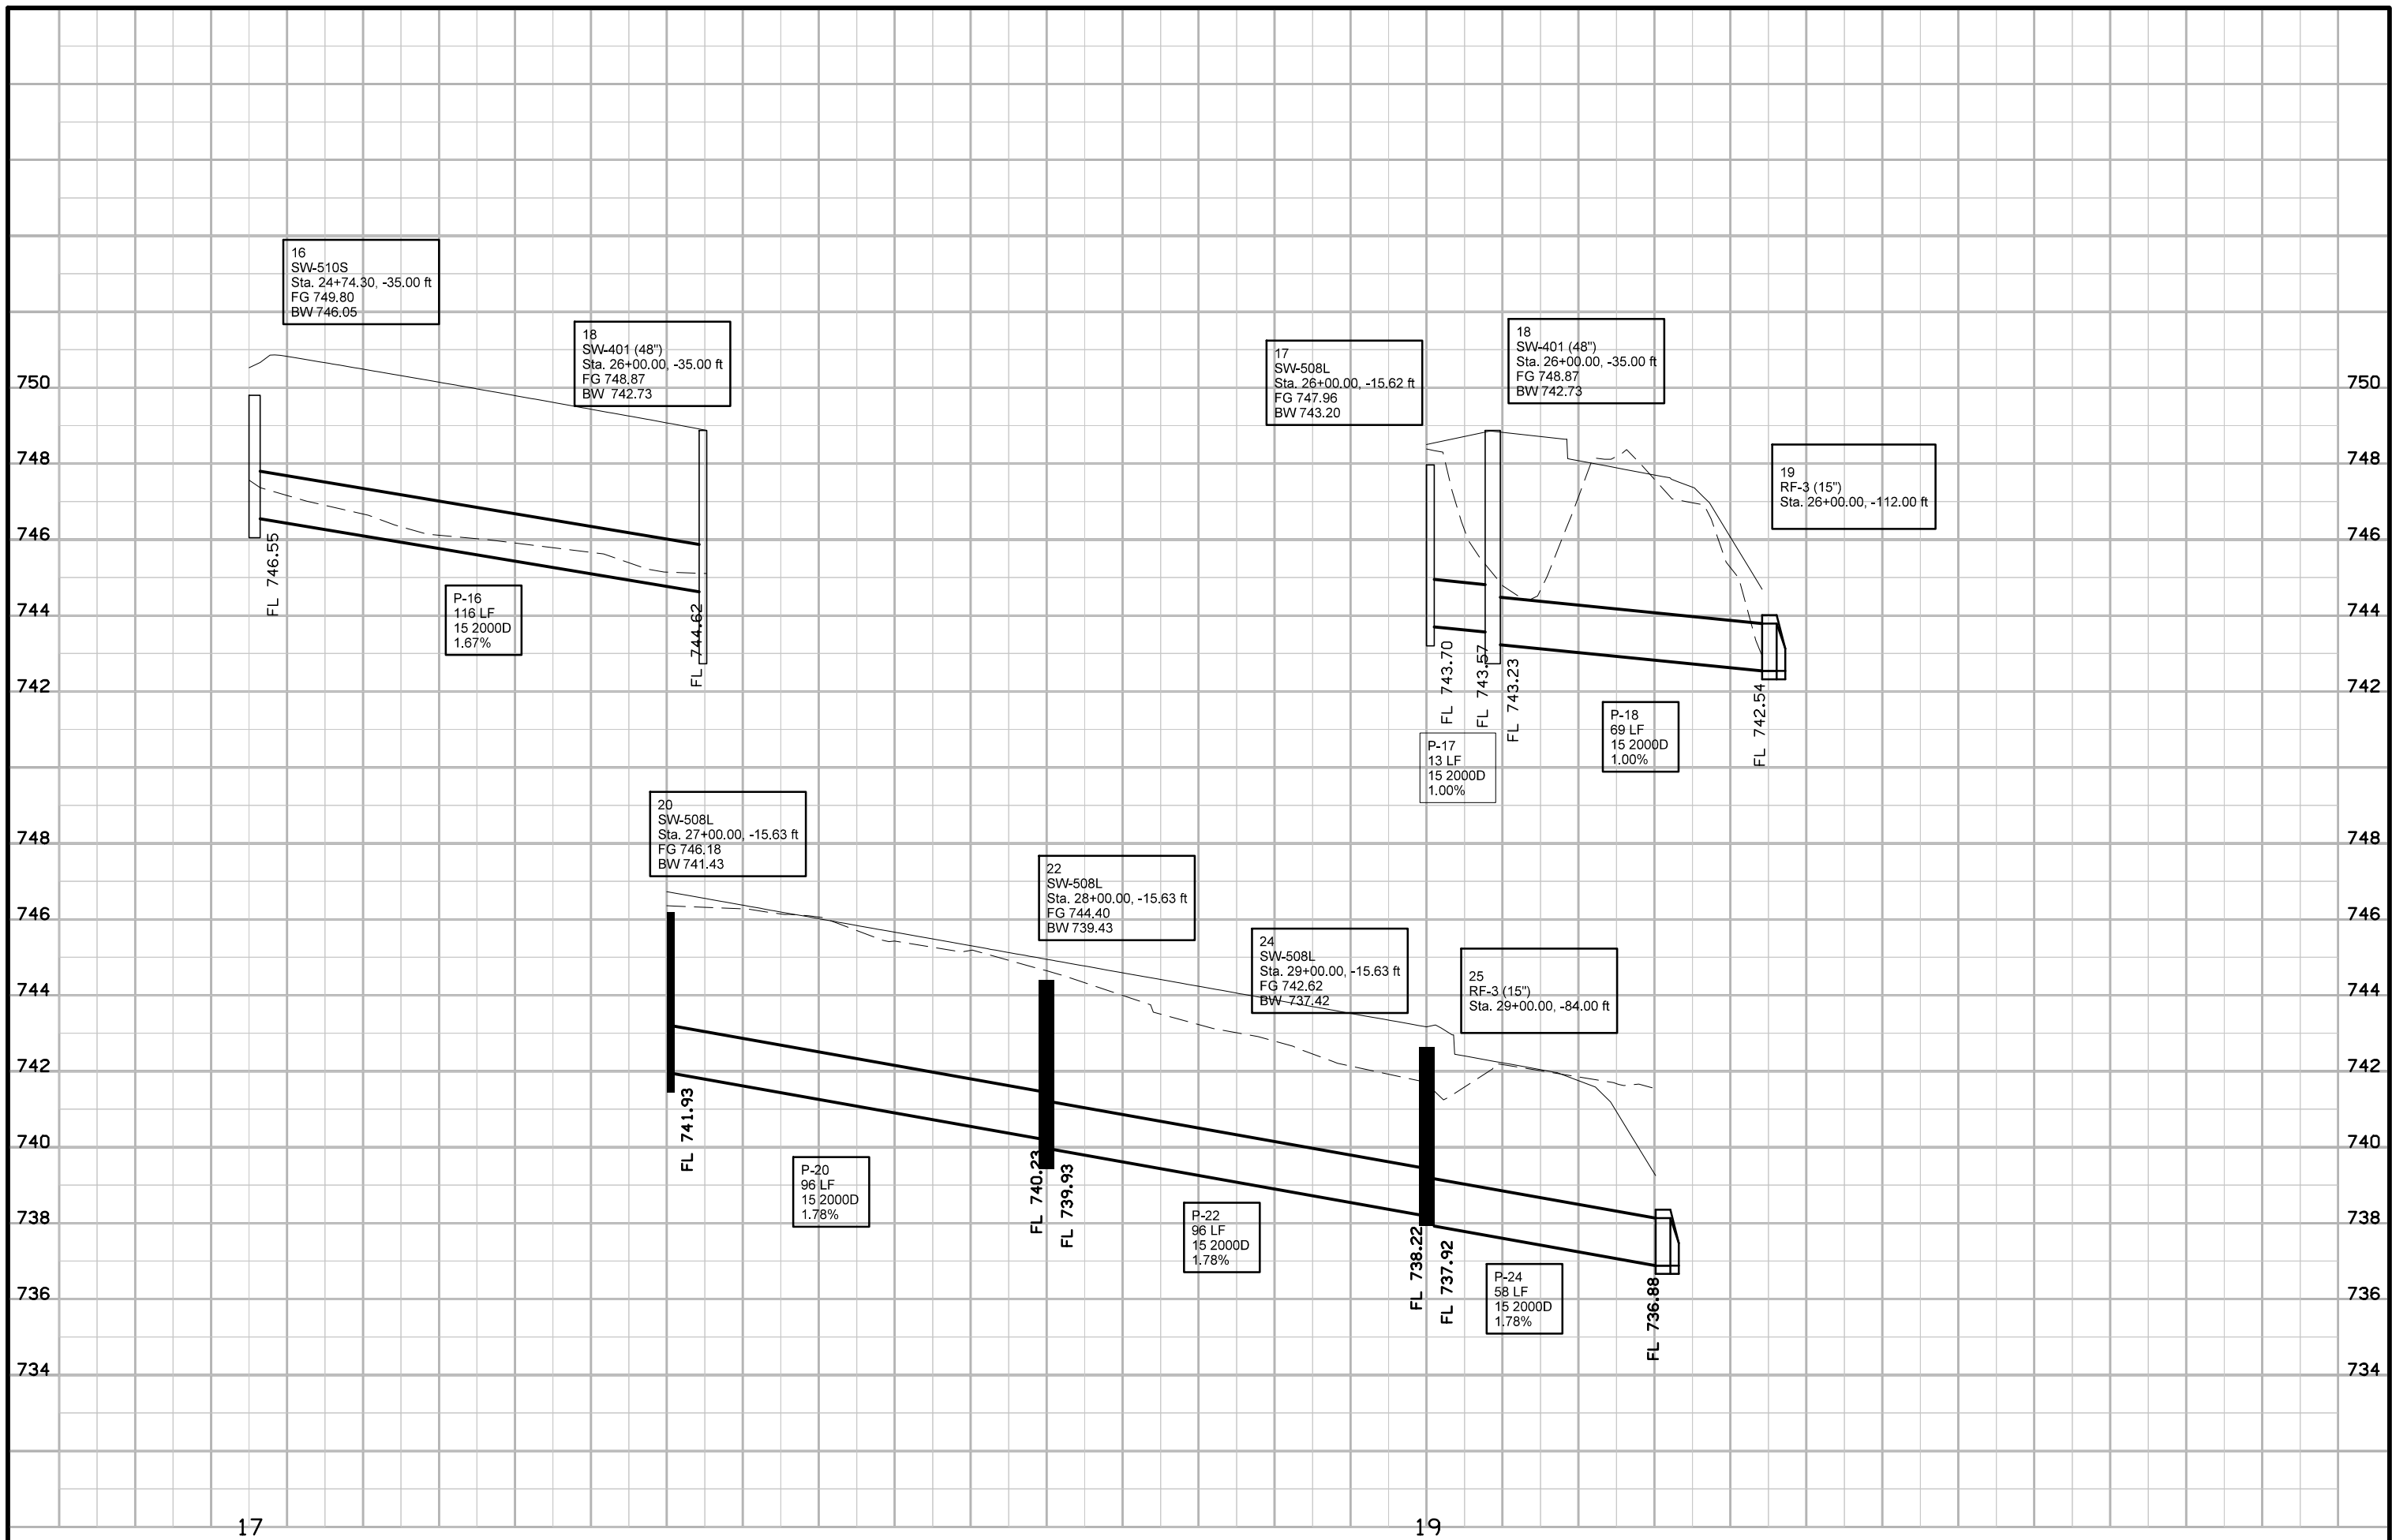 16
SW-510S
Sta. 24+74.30, -35.00 ft
FG 749.80
BW 746.05
18
SW-401 (48")
Sta. 26+00.00, -35.00 ft
FG 748.87
BW 742.73
17
SW-508L
Sta. 26+00.00, -15.62 ft
FG 747.96
BW 743.20
18
SW-401 (48")
Sta. 26+00.00, -35.00 ft
FG 748.87
BW 742.73
19
RF-3 (15")
Sta. 26+00.00, -112.00 ft
750
750
748
748
746
746
744
744
742
742
FL 746.55
P-16
116 LF
15 2000D
1.67%
FL 744.62
FL 743.70
FL 743.57
FL 743.23
FL 742.54
P-17
13 LF
15 2000D
1.00%
P-18
69 LF
15 2000D
1.00%
20
SW-508L
Sta. 27+00.00, -15.63 ft
FG 746.18
BW 741.43
22
SW-508L
Sta. 28+00.00, -15.63 ft
FG 744.40
BW 739.43
24
SW-508L
Sta. 29+00.00, -15.63 ft
FG 742.62
BW 737.42
25
RF-3 (15")
Sta. 29+00.00, -84.00 ft
748
748
746
746
744
744
742
742
740
740
738
738
736
736
734
734
FL 741.93
P-20
96 LF
15 2000D
1.78%
FL 740.23
FL 739.93
P-22
96 LF
15 2000D
1.78%
FL 738.22
FL 737.92
P-24
58 LF
15 2000D
1.78%
FL 736.88
17
19